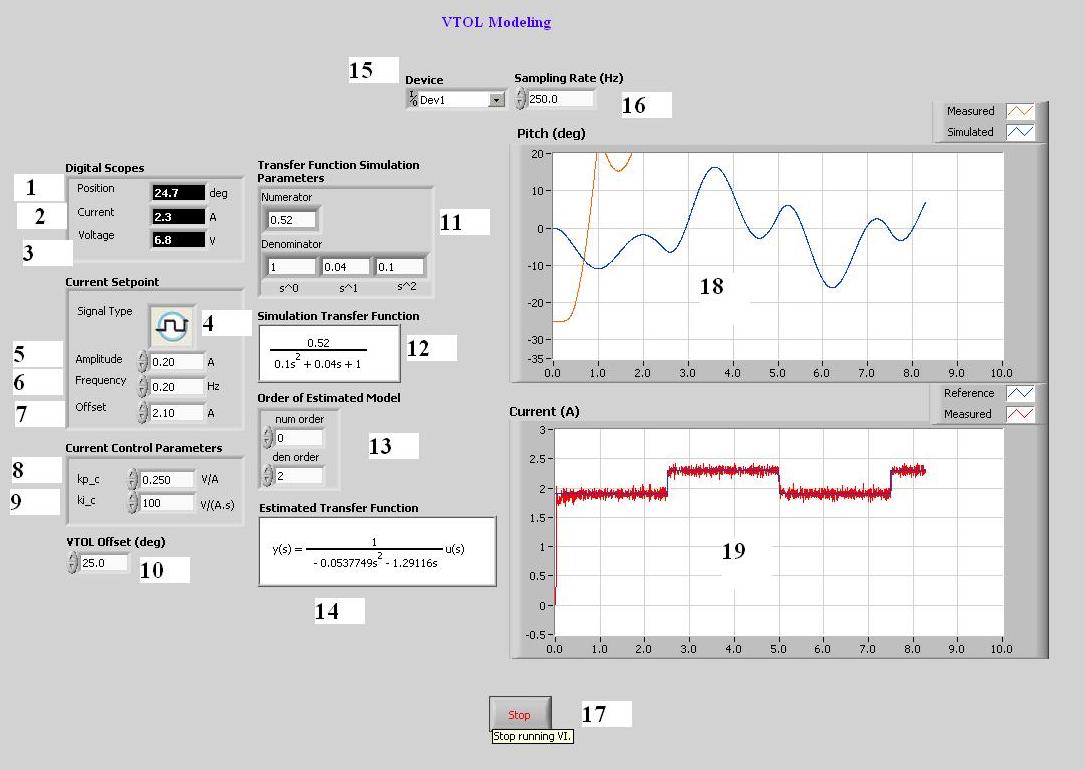 VTOL Modeling
15
Device
Dev1
Sampling Rate (Hz)
250.0
16
Digital Scopes
1
Position 24.7 deg
2
Current 2.3 A
3
Voltage 6.8 V
Current Setpoint
Signal Type
4
5
Amplitude 0.20 A
6
Frequency 0.20 Hz
7
Offset 2.10 A
Current Control Parameters
8
kp_c 0.250 V/A
9
ki_c 100 V/(A.s)
VTOL Offset (deg)
25.0
10
Transfer Function Simulation
Parameters
Numerator
0.52
11
Denominator
1 0.04 0.1
s^0 s^1 s^2
Simulation Transfer Function
0.52
0.1s2 + 0.04s + 1
12
Order of Estimated Model
num order
0
den order
2
13
Estimated Transfer Function
1
y(s) = u(s)
- 0.0537749s2 - 1.29116s
14
Measured
Simulated
Pitch (deg)
20
10
0
-10
-20
-30
-35
18
0.0 1.0 2.0 3.0 4.0 5.0 6.0 7.0 8.0 9.0 10.0
Reference
Measured
Current (A)
3
2.5
2
1.5
1
0.5
0
-0.5
19
0.0 1.0 2.0 3.0 4.0 5.0 6.0 7.0 8.0 9.0 10.0
Stop
17
Stop running VI.